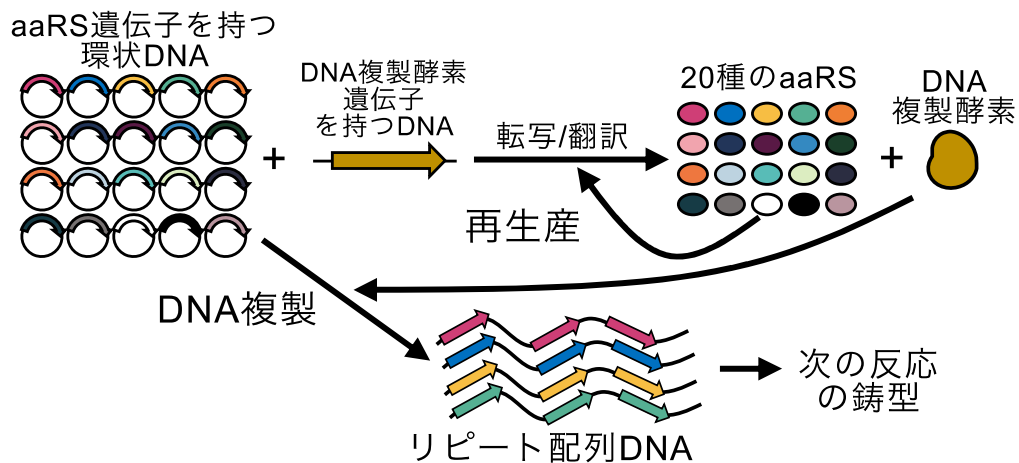 aaRS遺伝子を持つ
環状DNA
DNA複製酵素
遺伝子
を持つDNA
+
転写/翻訳
20種のaaRS
+
DNA
複製酵素
再生産
DNA複製
リピート配列DNA
次の反応
の鋳型